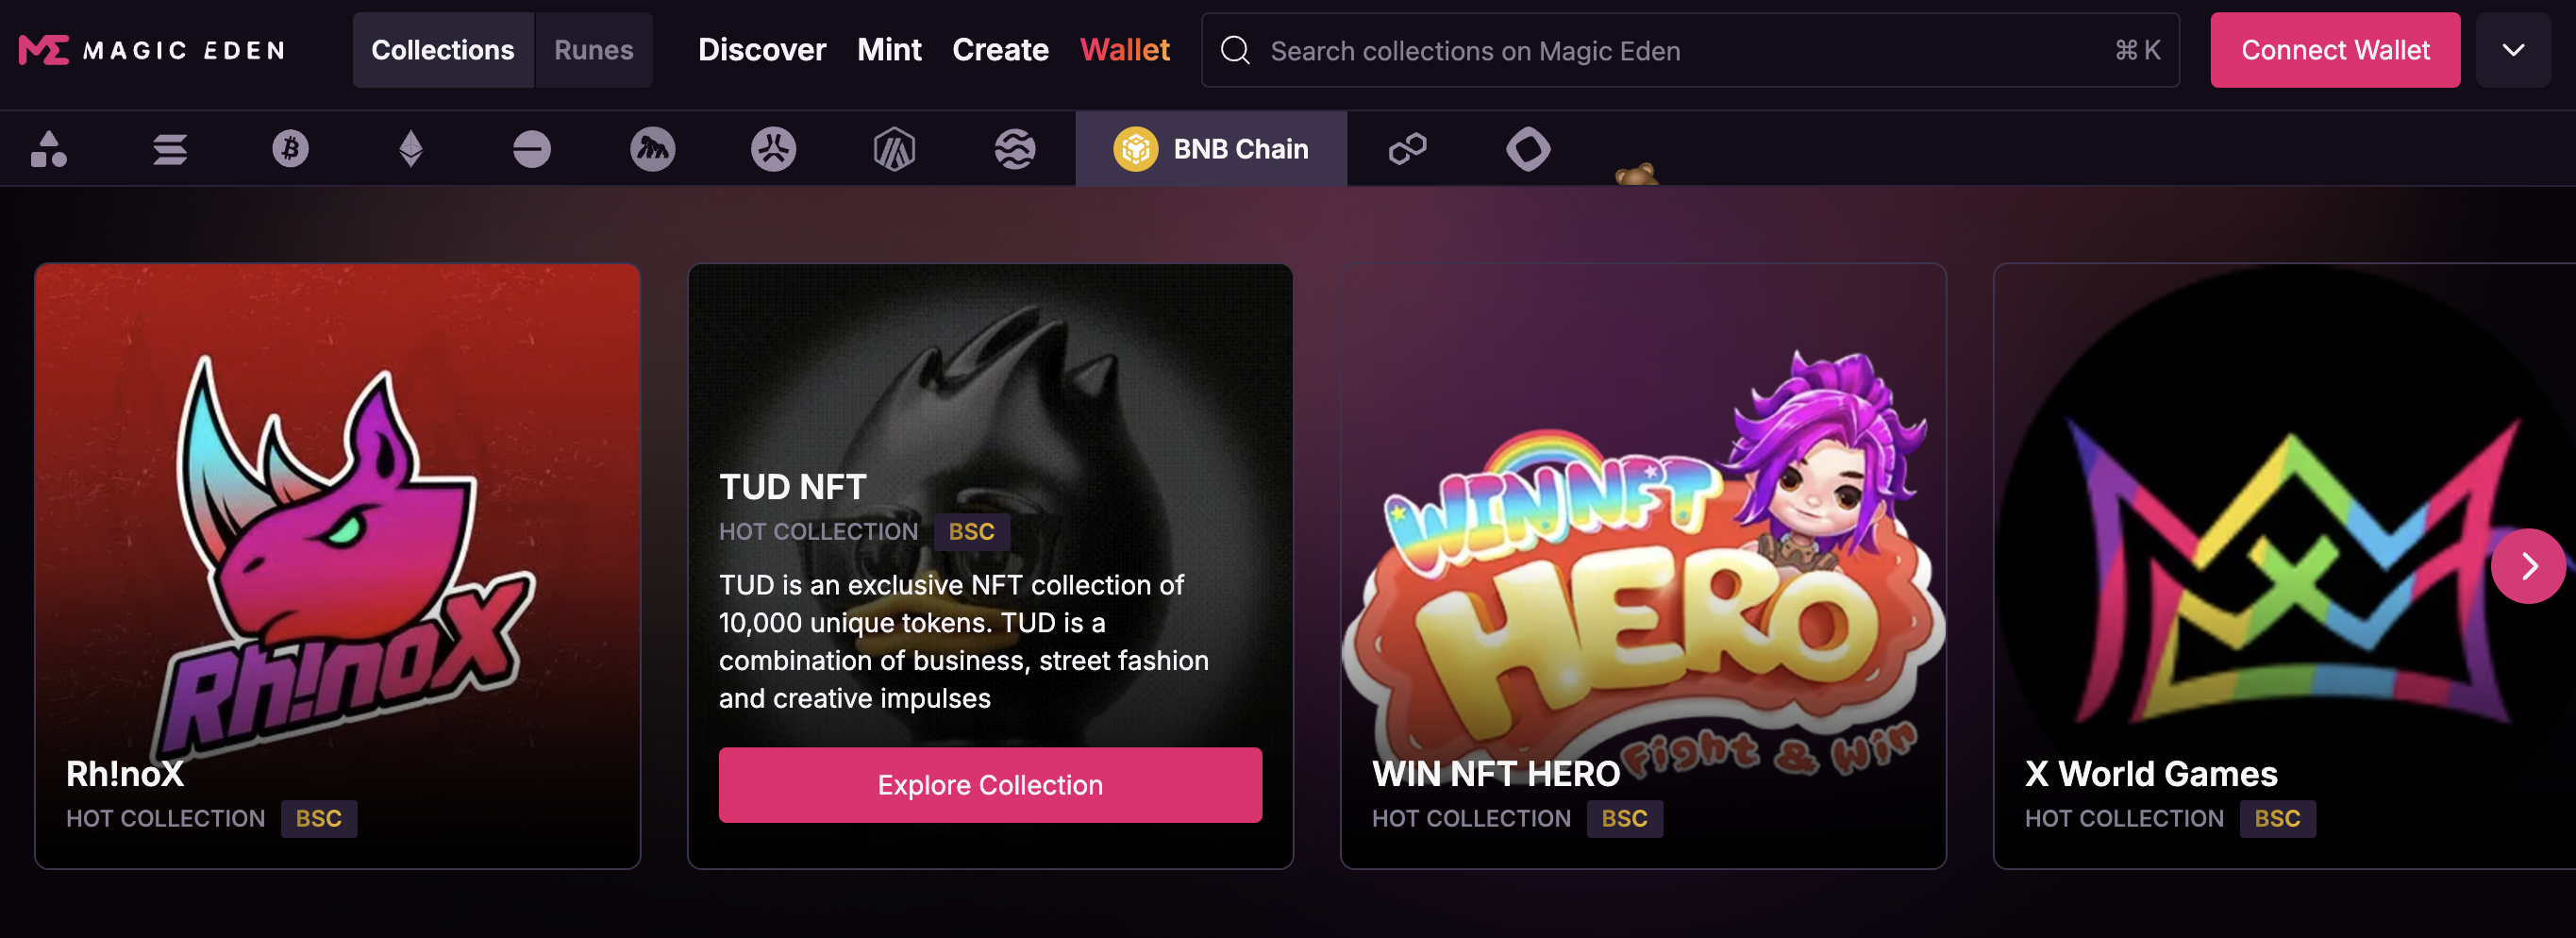 MAGIC EDEN
Collections
Runes
Discover
Mint
Create
Wallet
Search collections on Magic Eden
⌘ K
Connect Wallet
BNB Chain
Rh!noX
Rh!noX
HOT COLLECTION
BSC
TUD NFT
HOT COLLECTION
BSC
TUD is an exclusive NFT collection of
10,000 unique tokens. TUD is a
combination of business, street fashion
and creative impulses
Explore Collection
WIN NFT
HERO
Fight & Win
WIN NFT HERO
HOT COLLECTION
BSC
X World Games
HOT COLLECTION
BSC